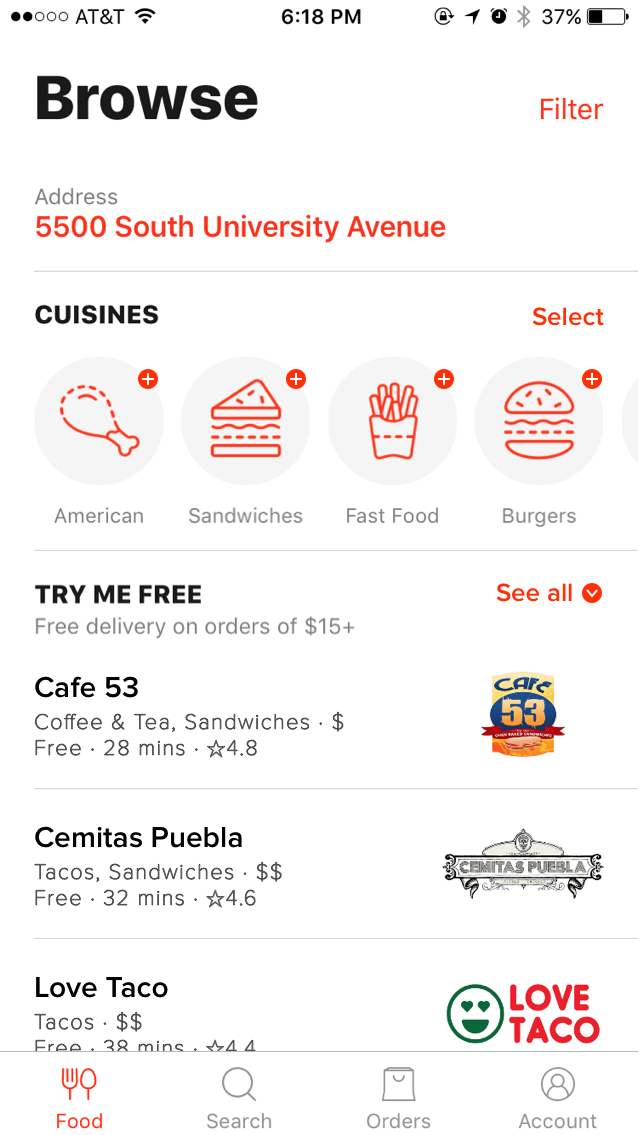 AT&T 6:18 PM 37%
Browse
Filter
Address
5500 South University Avenue
CUISINES
Select
American Sandwiches Fast Food Burgers
TRY ME FREE
See all
Free delivery on orders of $15+
Cafe 53
Coffee & Tea, Sandwiches · $
Free · 28 mins · ☆4.8
CAFE
53
OVEN BAKED SANDWICHES
Cemitas Puebla
Tacos, Sandwiches · $$
Free · 32 mins · ☆4.6
CEMITAS PUEBLA
Love Taco
Tacos · $$
Free · 38 mins · ☆4.4
LOVE
TACO
Food Search Orders Account